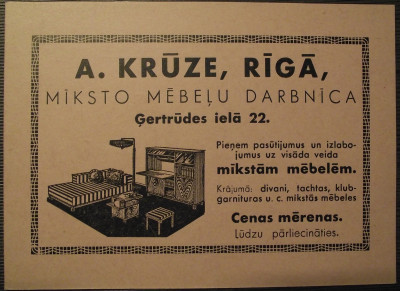 A. KRŪZE, RĪGĀ,
MĪKSTO MĒBEĻU DARBNĪCA
Ģertrūdes ielā 22.
Pieņem pasūtījumus un izlabo-
jumus uz visāda veida
mīkstām mēbelēm.
Krājumā: divani, tachtas, klub-
garnituras u. c. mīkstās mēbeles
Cenas mērenas.
Lūdzu pārliecināties.